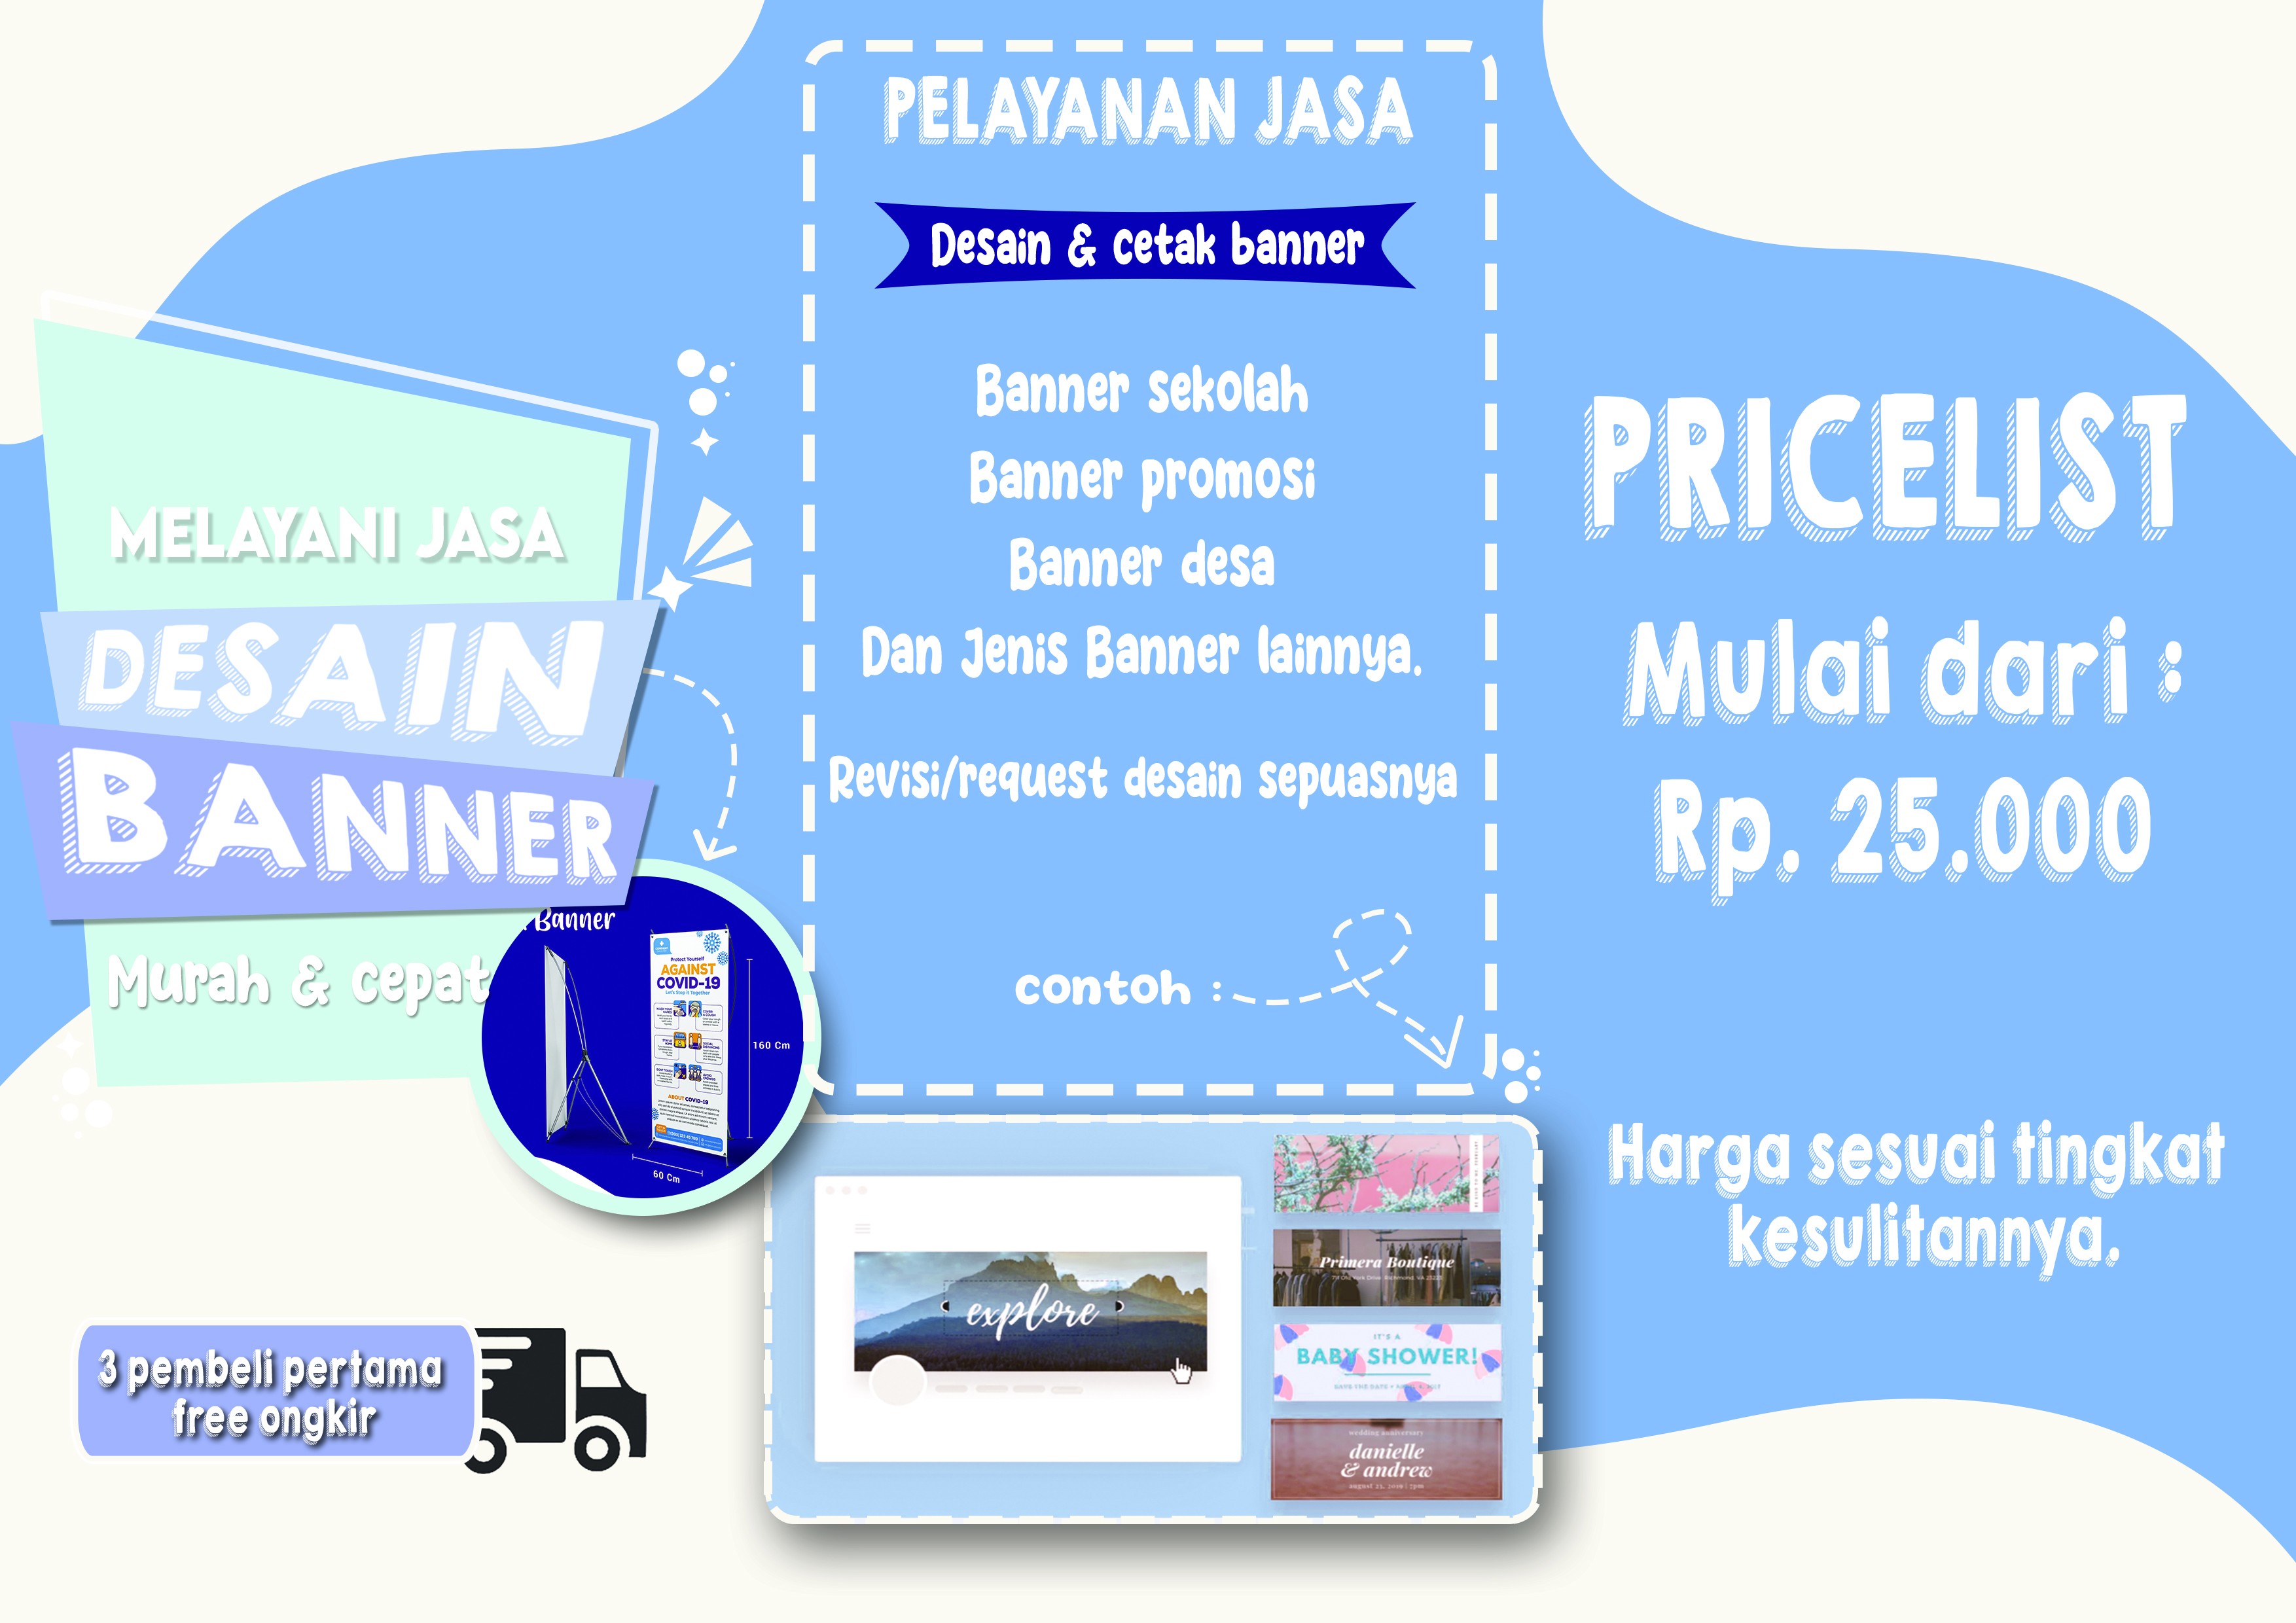 MELAYANI JASA
DESAIN
BANNER
Murah & cepat
Banner
Protect Yourself
AGAINST
COVID-19
Let's Stop it Together
ABOUT COVID-19
160 Cm
60 Cm
3 pembeli pertama
free ongkir
PELAYANAN JASA
Desain & cetak banner
Banner sekolah
Banner promosi
Banner desa
Dan Jenis Banner lainnya.
Revisi/request desain sepuasnya
contoh :
explore
Primera Boutique
IT'S A
BABY SHOWER!
wedding anniversary
danielle
& andrew
PRICELIST
Mulai dari :
Rp. 25.000
Harga sesuai tingkat
kesulitannya.